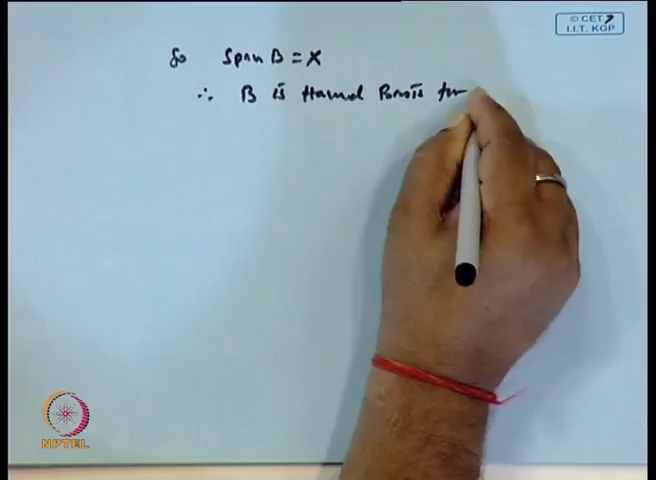 © CET
I.I.T. KGP
So Span B = X
∴ B is Hamel Basis for
NPTEL